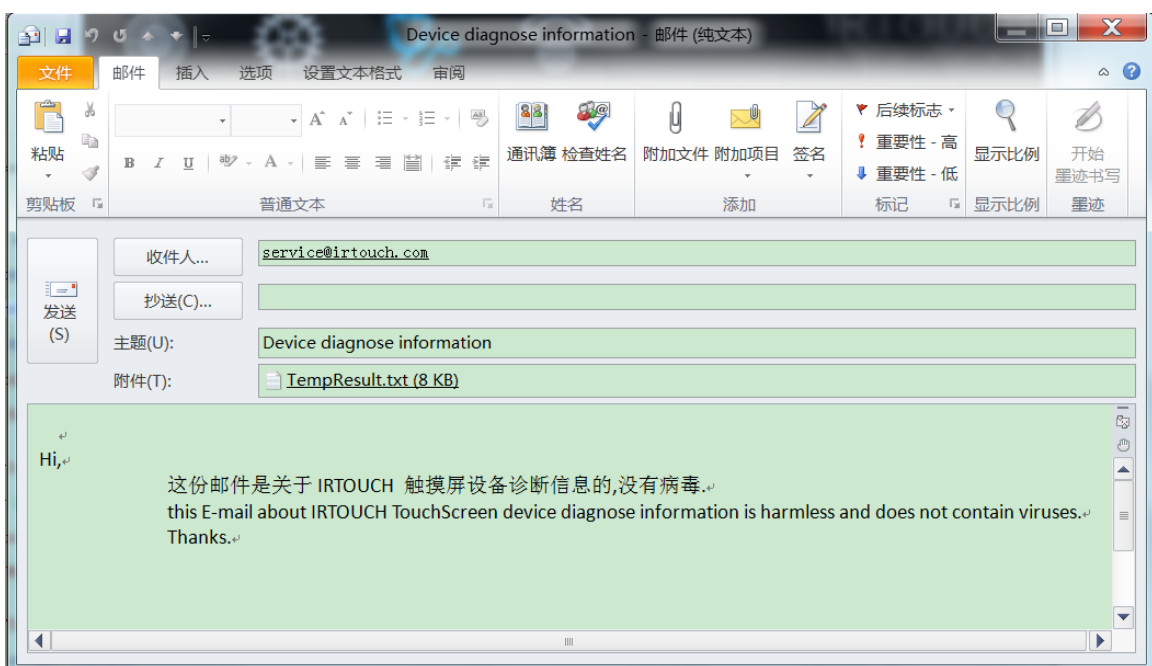 Device diagnose information - 邮件 (纯文本)
文件 邮件 插入 选项 设置文本格式 审阅
粘贴
B I U A
通讯簿 检查姓名 附加文件 附加项目 签名
后续标志
重要性 - 高
重要性 - 低
显示比例
开始
墨迹书写
剪贴板 普通文本 姓名 添加 标记 显示比例 墨迹
发送
(S)
收件人... service@irtouch.com
抄送(C)...
主题(U): Device diagnose information
附件(T): TempResult.txt (8 KB)
Hi,
这份邮件是关于 IRTOUCH 触摸屏设备诊断信息的,没有病毒.
this E-mail about IRTOUCH TouchScreen device diagnose information is harmless and does not contain viruses.
Thanks.